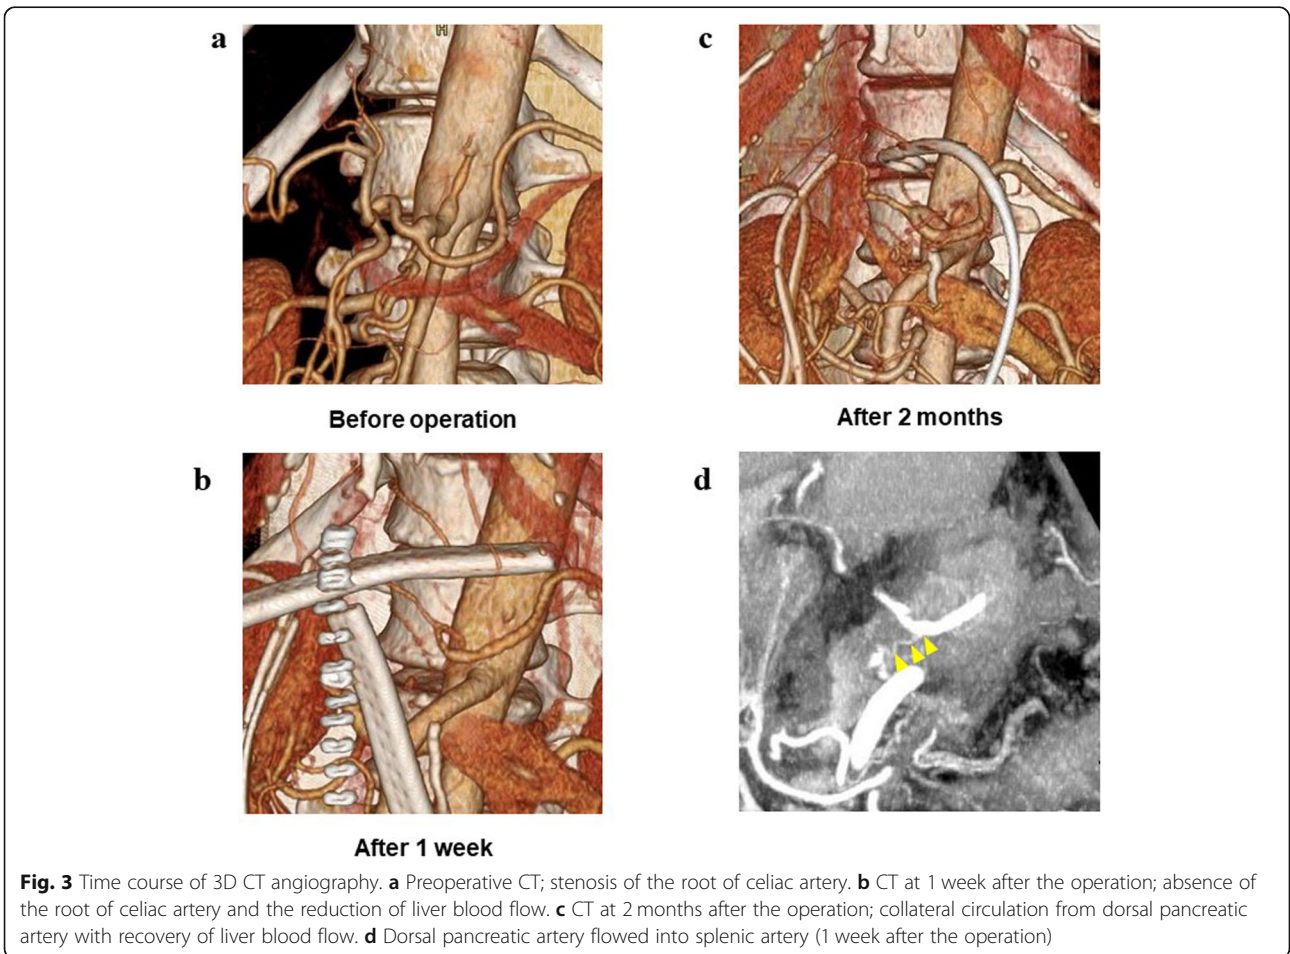 a
H
Before operation
c
After 2 months
b
After 1 week
d
Fig. 3 Time course of 3D CT angiography. a Preoperative CT; stenosis of the root of celiac artery. b CT at 1 week after the operation; absence of
the root of celiac artery and the reduction of liver blood flow. c CT at 2 months after the operation; collateral circulation from dorsal pancreatic
artery with recovery of liver blood flow. d Dorsal pancreatic artery flowed into splenic artery (1 week after the operation)